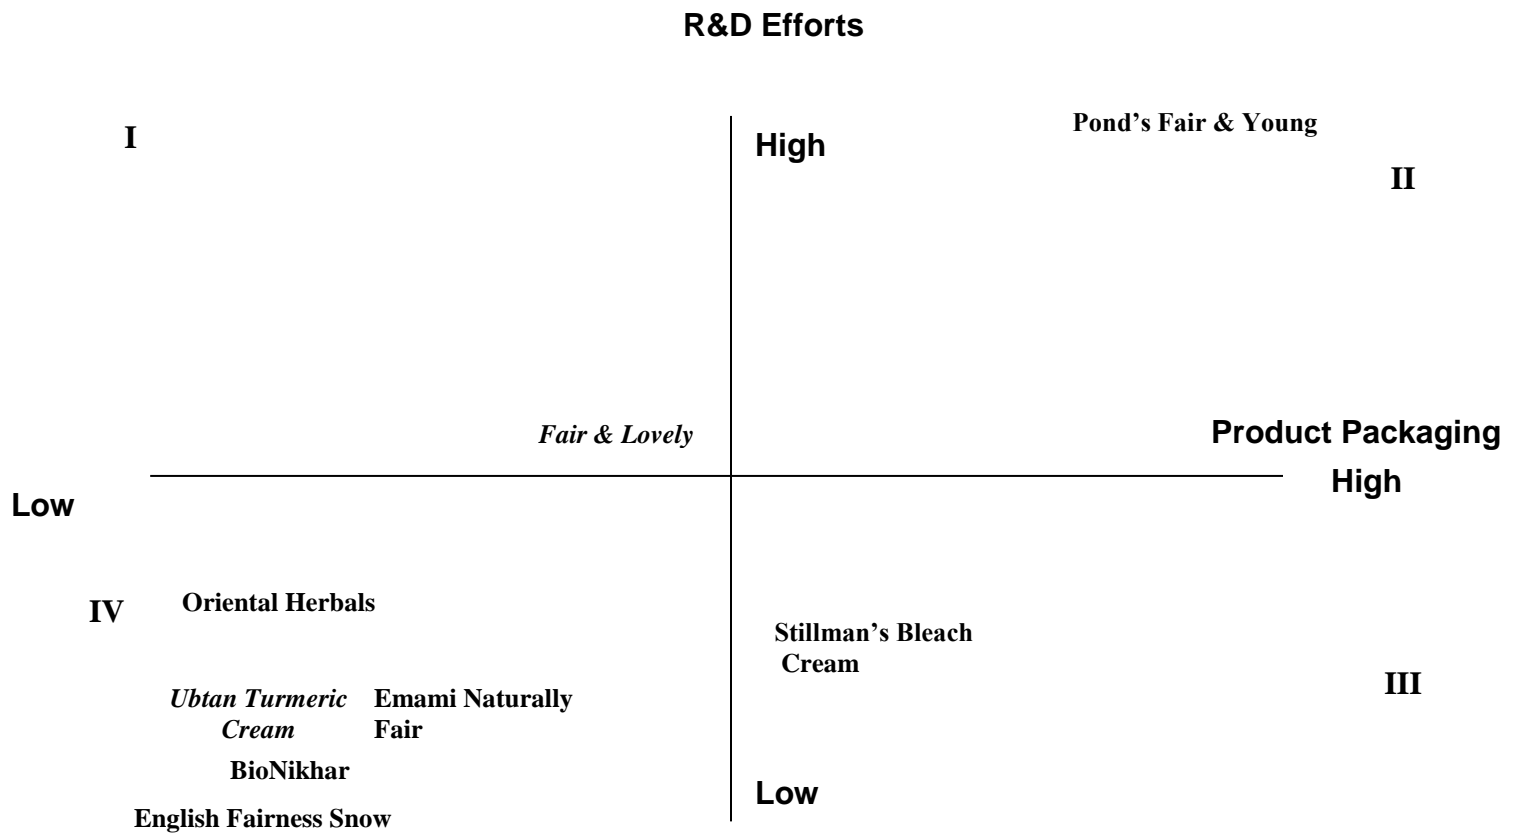 R&D Efforts
Pond’s Fair & Young
I
High
II
Fair & Lovely
Product Packaging
High
Low
Oriental Herbals
IV
Stillman’s Bleach
Cream
III
Ubtan Turmeric
Cream
Emami Naturally
Fair
BioNikhar
Low
English Fairness Snow